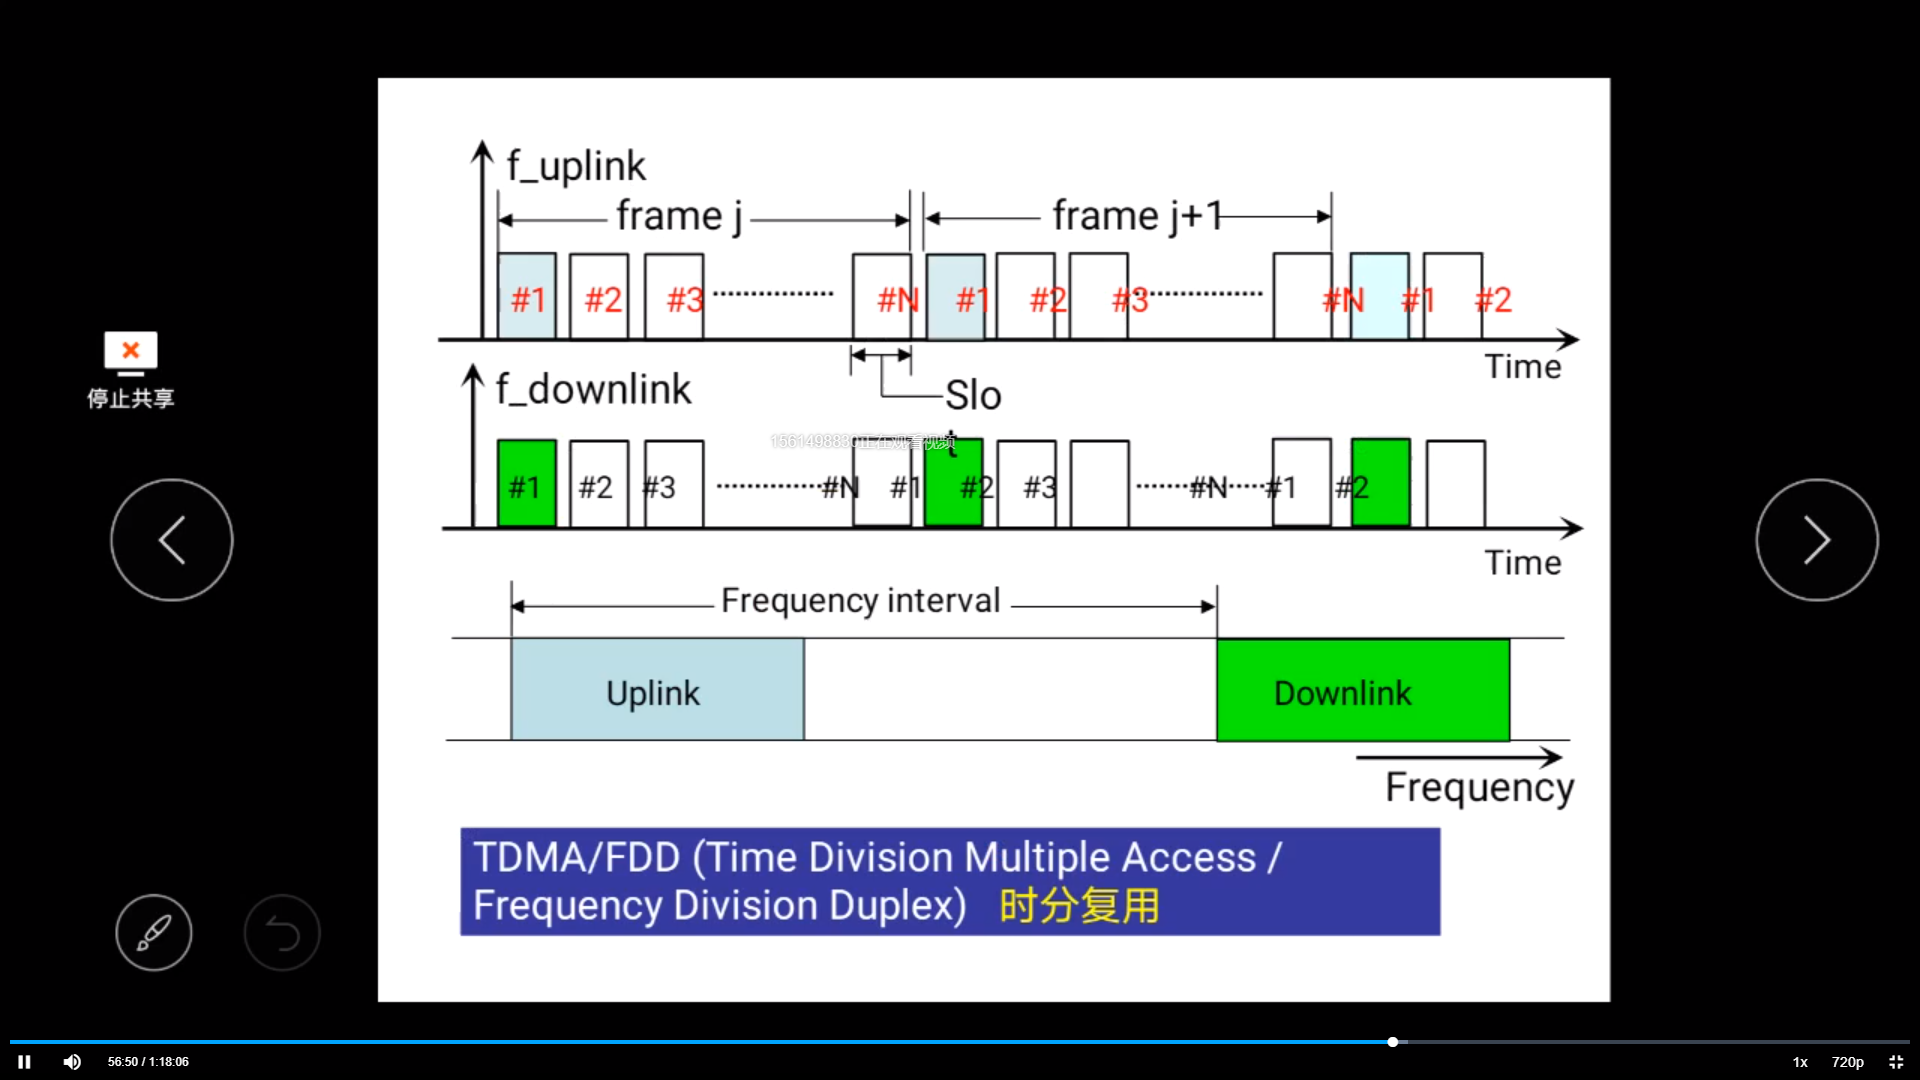 f_uplink
frame j
frame j+1
#1 #2 #3 #N #1 #2 #3 #N #1 #2
Time
停止共享
f_downlink
Slo
t
1561498830正在观看视频
#1 #2 #3 #N #1 #2 #3 #N #1 #2
Time
Frequency interval
Uplink
Downlink
Frequency
TDMA/FDD (Time Division Multiple Access /
Frequency Division Duplex) 时分复用
56:50 / 1:18:06
1x
720p